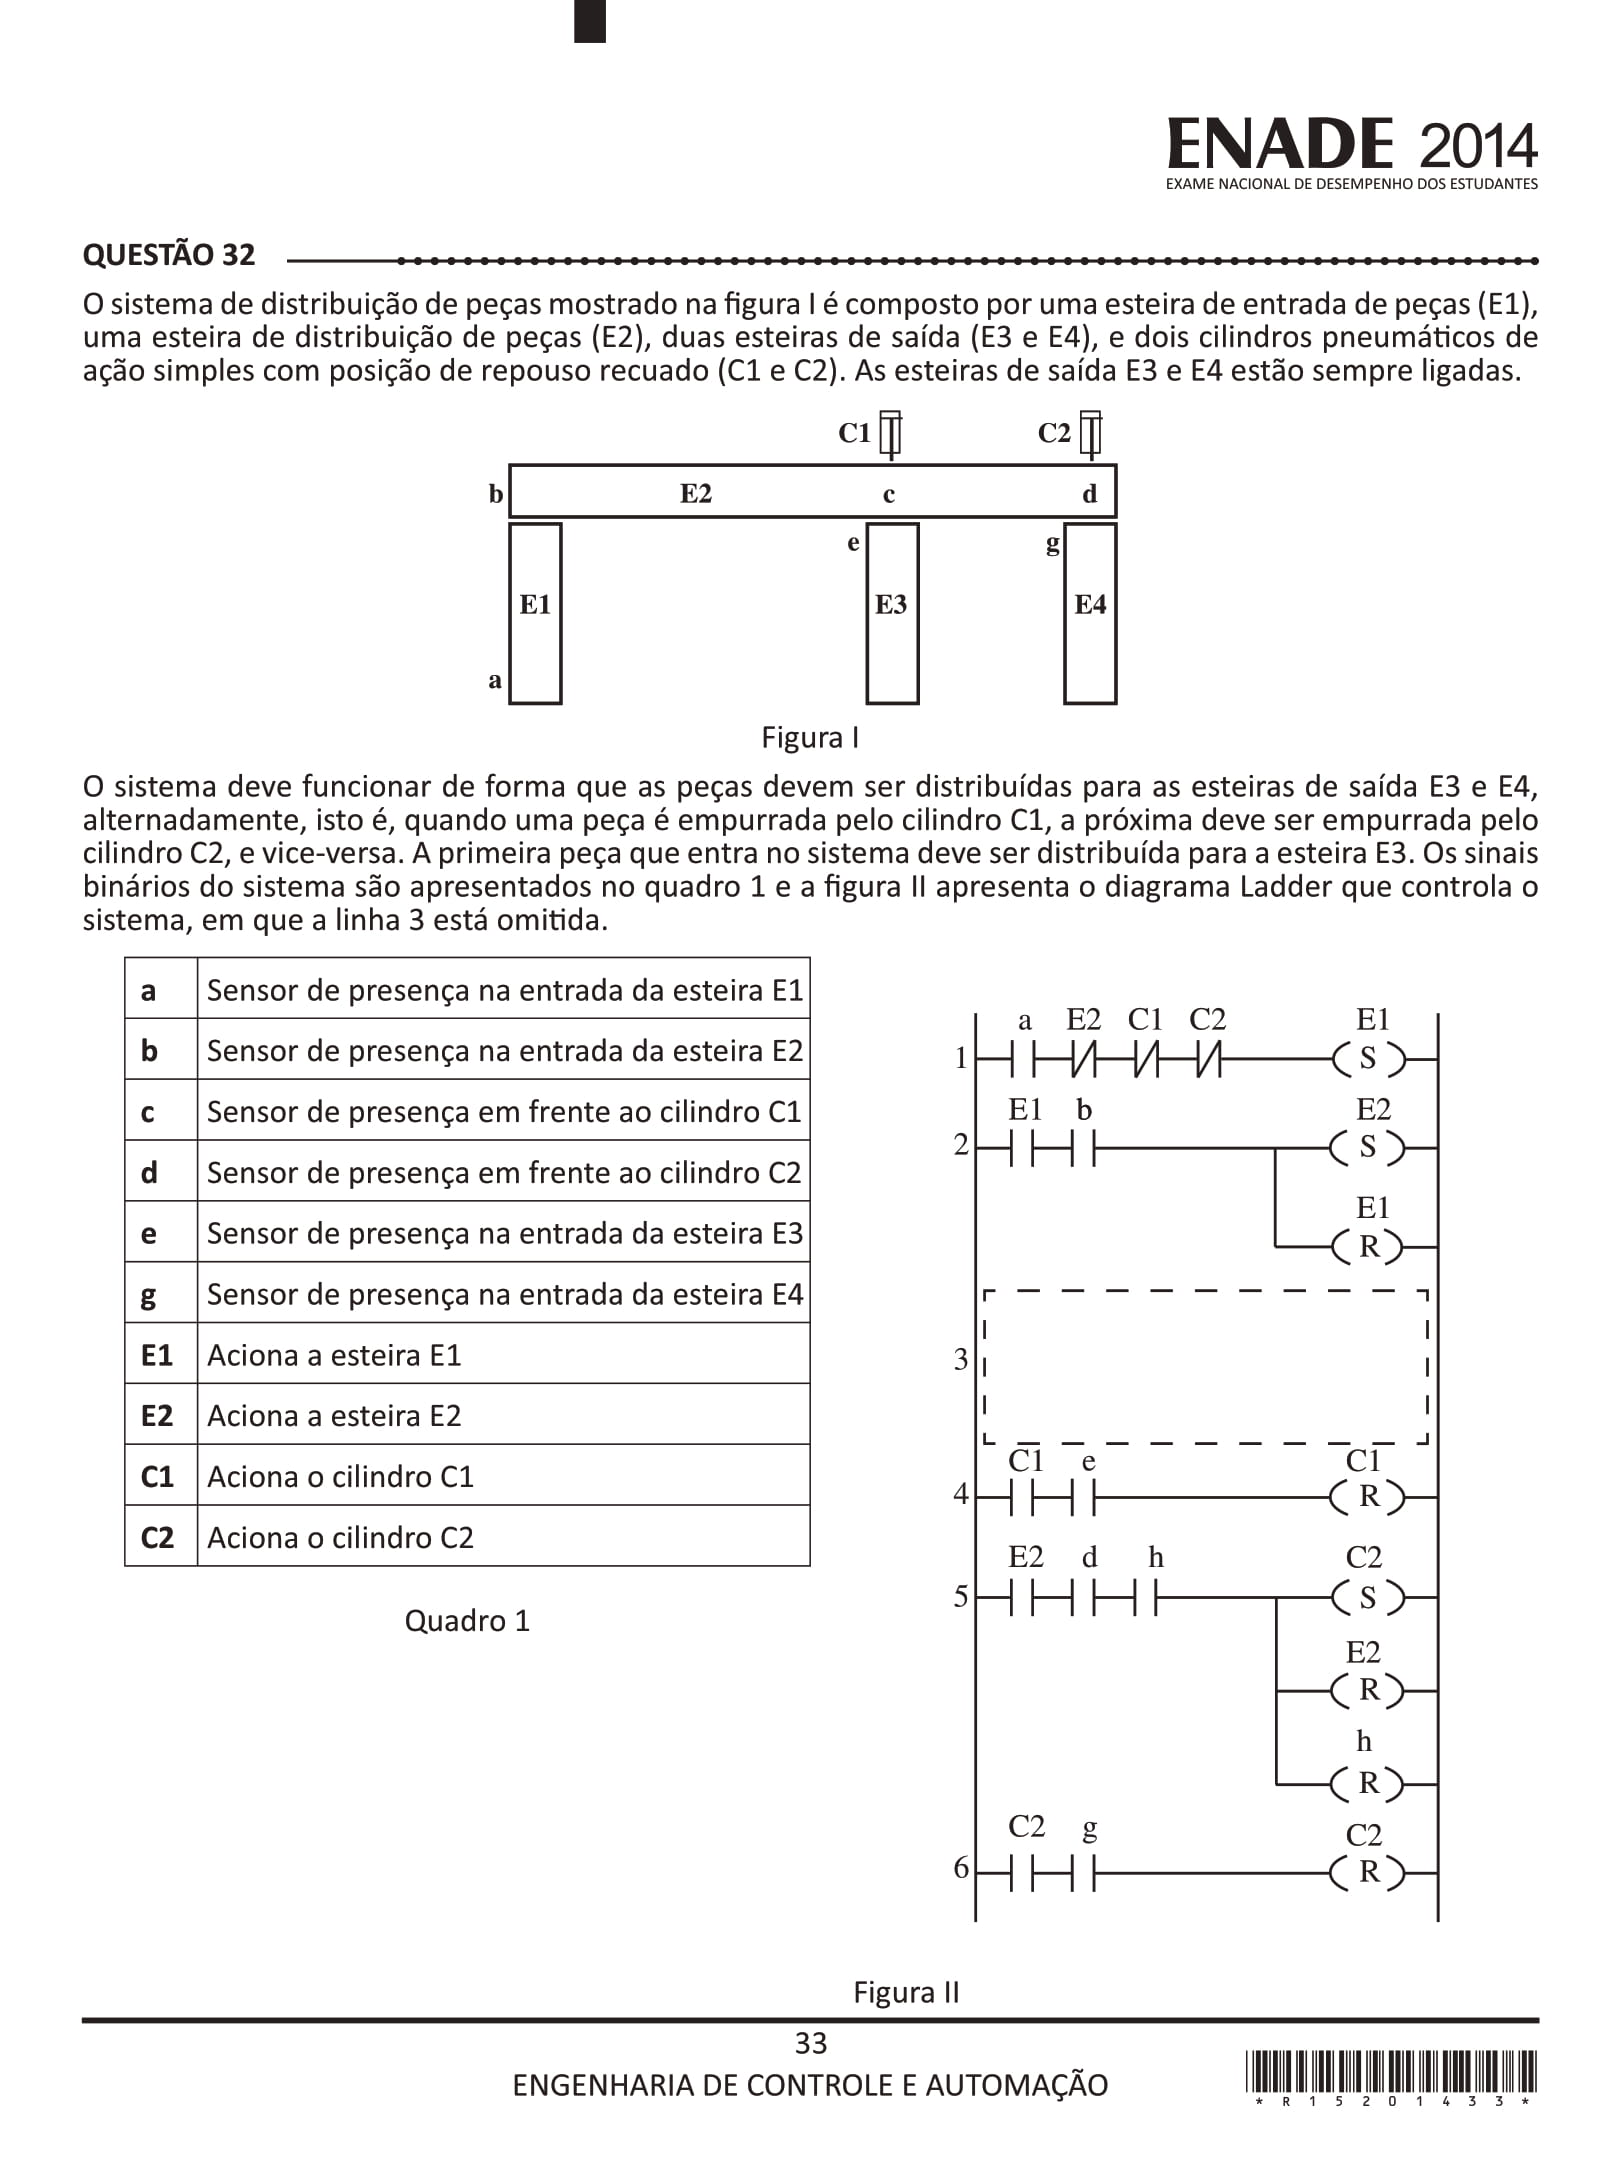 ENADE 2014
EXAME NACIONAL DE DESEMPENHO DOS ESTUDANTES
QUESTÃO 32
O sistema de distribuição de peças mostrado na figura I é composto por uma esteira de entrada de peças (E1),
uma esteira de distribuição de peças (E2), duas esteiras de saída (E3 e E4), e dois cilindros pneumáticos de
ação simples com posição de repouso recuado (C1 e C2). As esteiras de saída E3 e E4 estão sempre ligadas.
C1 C2
b E2 c d
e g
E1 E3 E4
a
Figura I
O sistema deve funcionar de forma que as peças devem ser distribuídas para as esteiras de saída E3 e E4,
alternadamente, isto é, quando uma peça é empurrada pelo cilindro C1, a próxima deve ser empurrada pelo
cilindro C2, e vice-versa. A primeira peça que entra no sistema deve ser distribuída para a esteira E3. Os sinais
binários do sistema são apresentados no quadro 1 e a figura II apresenta o diagrama Ladder que controla o
sistema, em que a linha 3 está omitida.
a Sensor de presença na entrada da esteira E1
b Sensor de presença na entrada da esteira E2
c Sensor de presença em frente ao cilindro C1
d Sensor de presença em frente ao cilindro C2
e Sensor de presença na entrada da esteira E3
g Sensor de presença na entrada da esteira E4
E1 Aciona a esteira E1
E2 Aciona a esteira E2
C1 Aciona o cilindro C1
C2 Aciona o cilindro C2
Quadro 1
a E2 C1 C2 E1
1 S
E1 b E2
2 S
E1
R
3
C1 e C1
4 R
E2 d h C2
5 S
E2
R
h
R
C2 g C2
6 R
Figura II
33
ENGENHARIA DE CONTROLE E AUTOMAÇÃO
* R 1 5 2 0 1 4 3 3 *